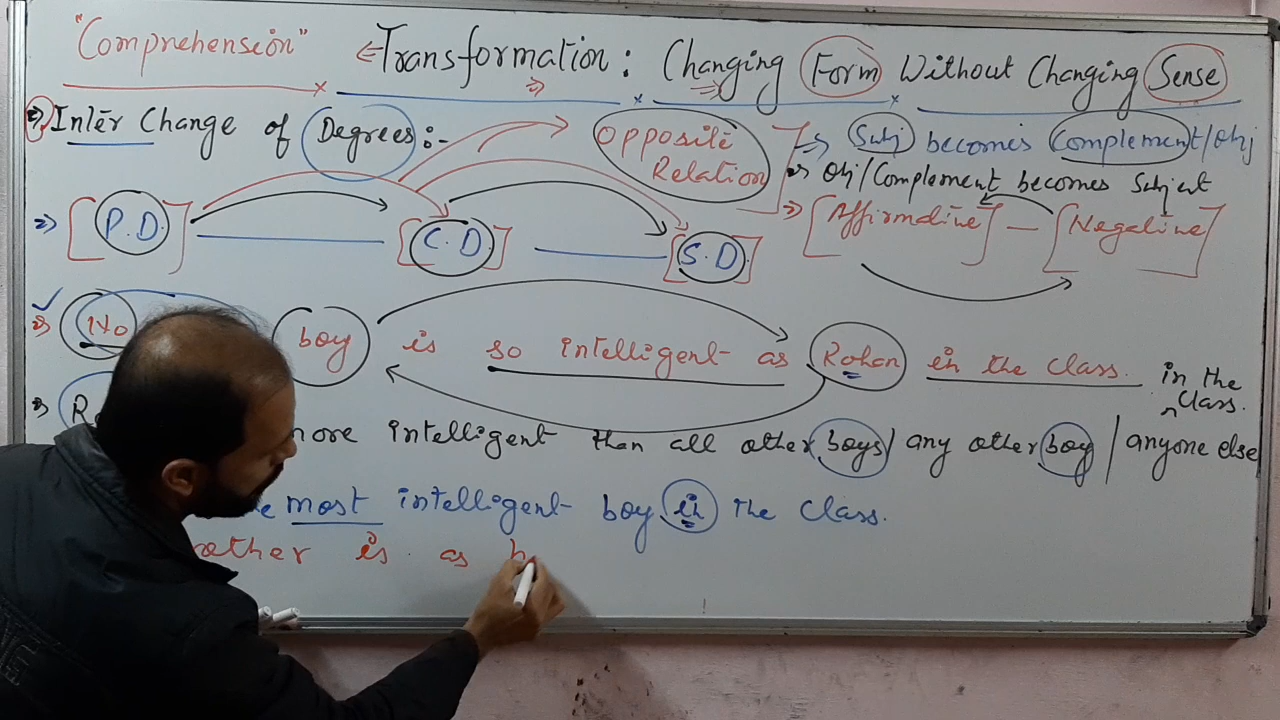 "Comprehension" Transformation : Changing Form Without Changing Sense
Inter Change of Degrees :- Opposite Relation Subj becomes Complement/Obj
Obj/Complement becomes Subject
[P.D.] [C.D] [S.D] [Affirmative] — [Negative]
No boy is so intelligent as Rohan in the class. in the class.
more intelligent than all other boys/ any other boy / anyone else
most intelligent boy in the class.
is as